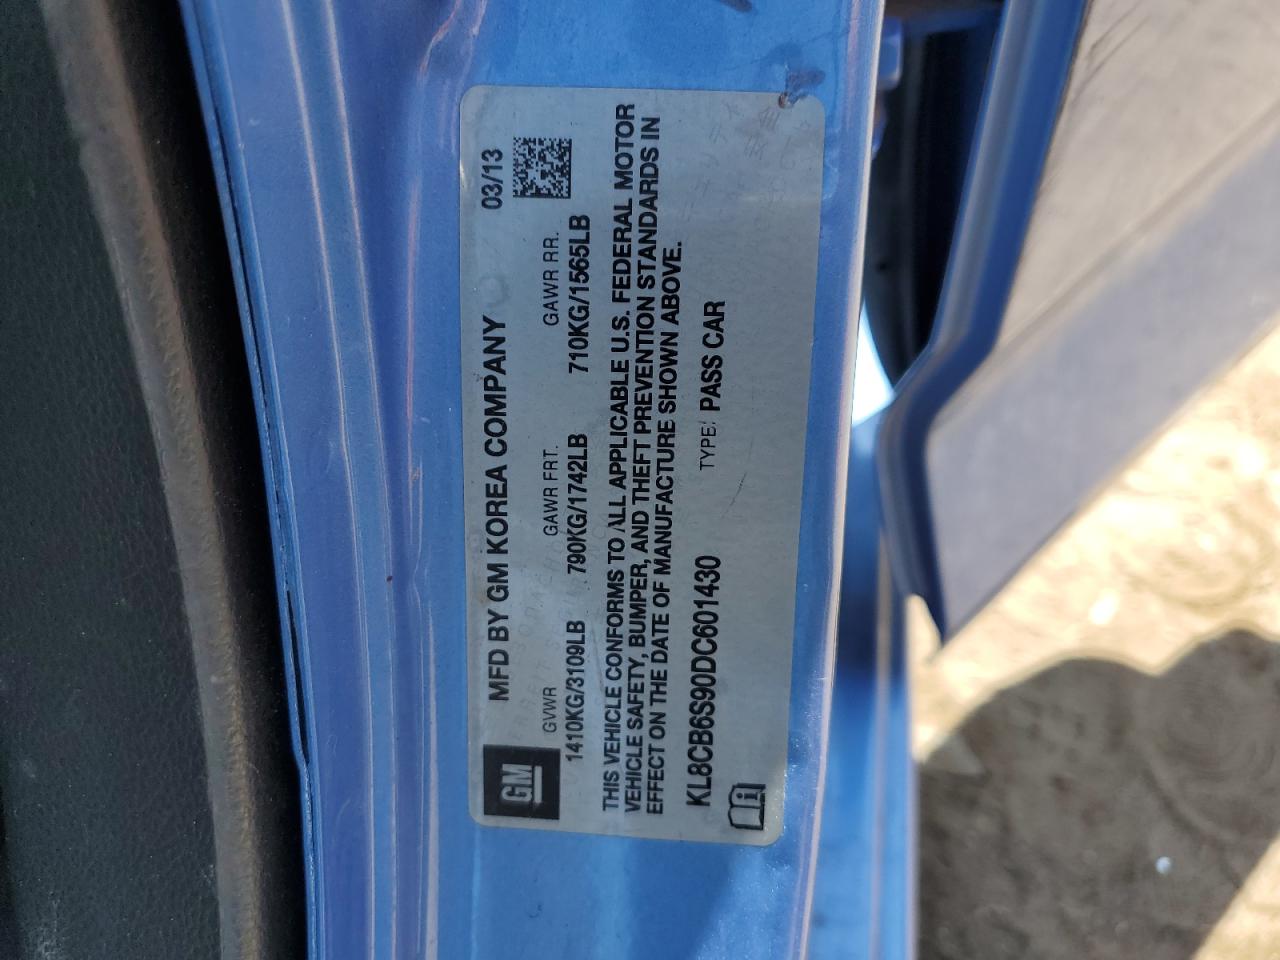 GM
MFD BY GM KOREA COMPANY 03/13
GVWR GAWR FRT. GAWR RR.
1410KG/3109LB 790KG/1742LB 710KG/1565LB
THIS VEHICLE CONFORMS TO ALL APPLICABLE U.S. FEDERAL MOTOR
VEHICLE SAFETY, BUMPER, AND THEFT PREVENTION STANDARDS IN
EFFECT ON THE DATE OF MANUFACTURE SHOWN ABOVE.
KL8CB6S90DC601430 TYPE: PASS CAR